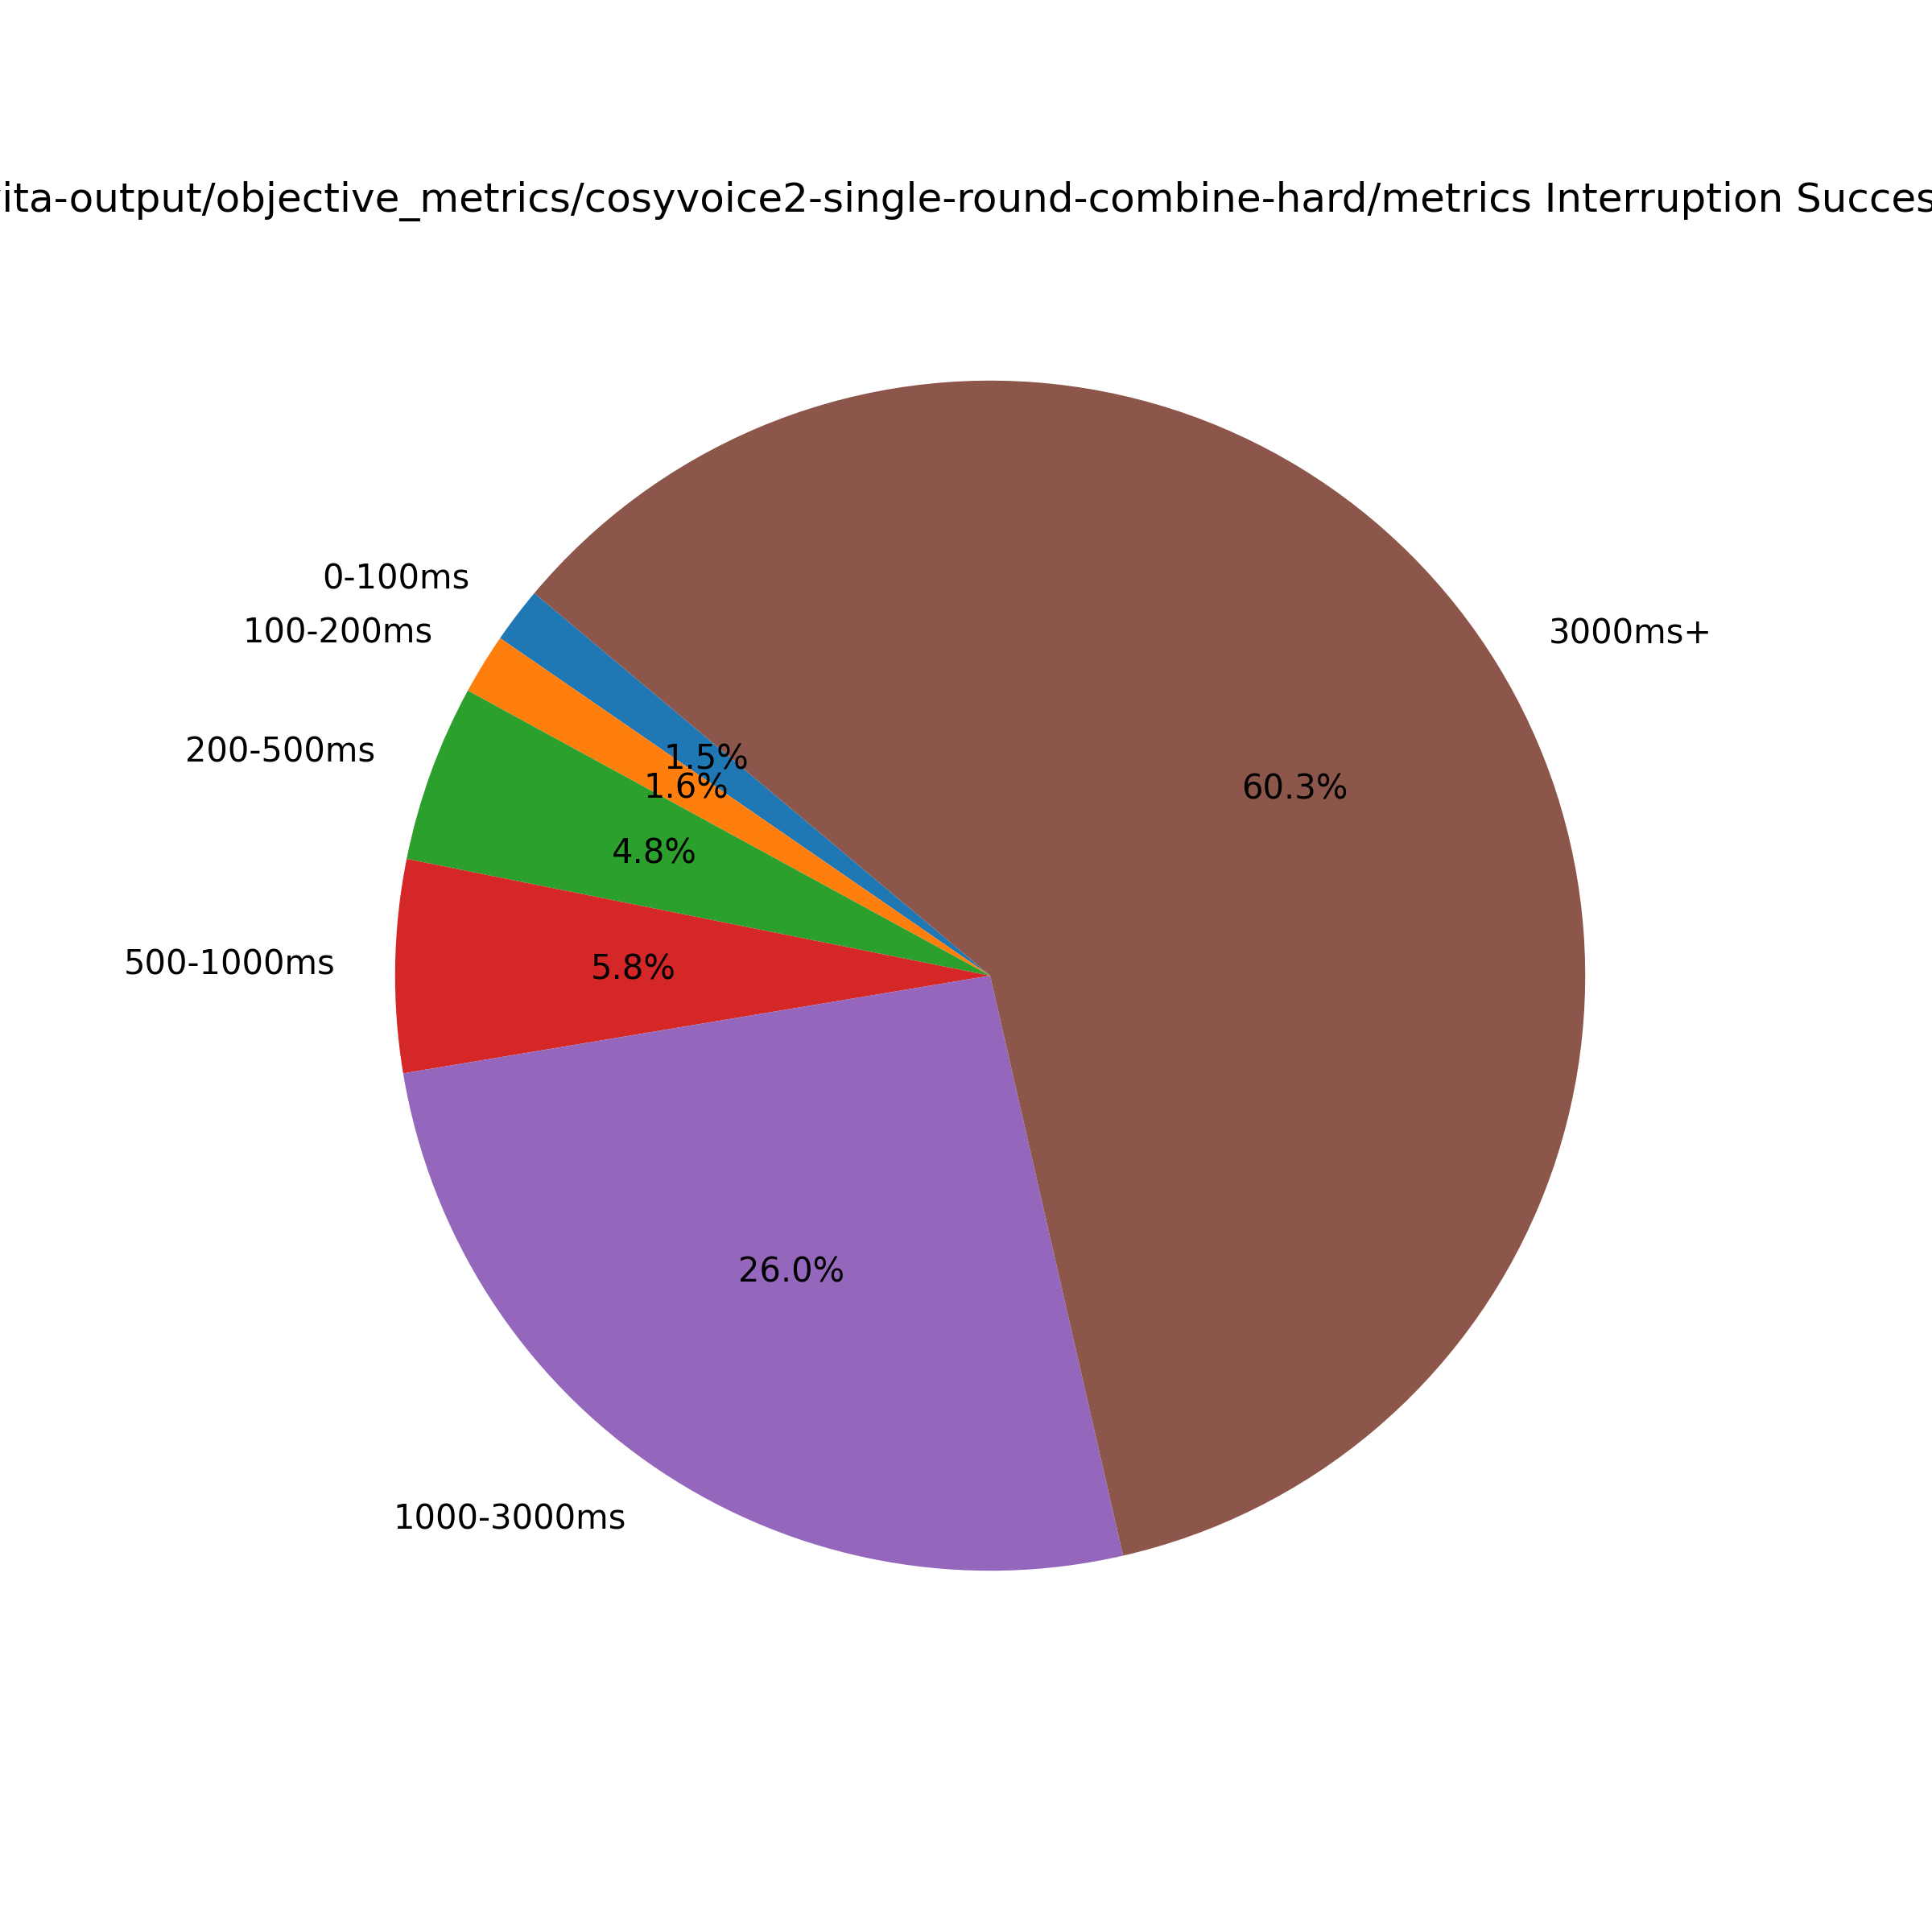 ita-output/objective_metrics/cosyvoice2-single-round-combine-hard/metrics Interruption Succes
0-100ms
100-200ms
3000ms+
200-500ms
1.5%
1.6%
60.3%
4.8%
500-1000ms
5.8%
26.0%
1000-3000ms